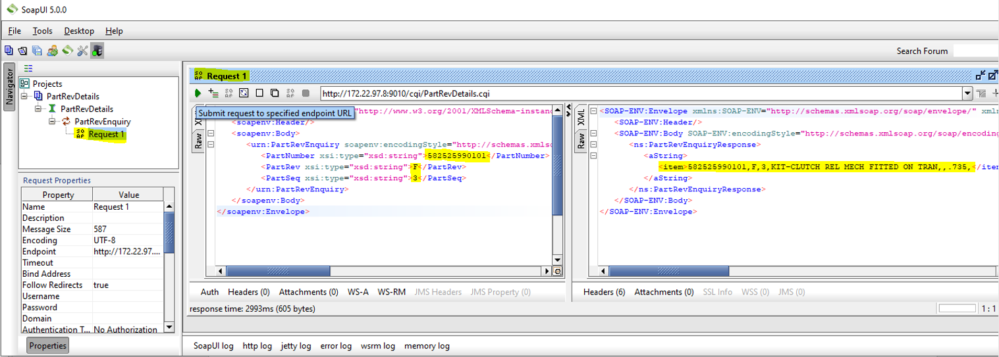 SoapUI 5.0.0
File Tools Desktop Help
Search Forum
Navigator
Projects
PartRevDetails
PartRevDetails
PartRevEnquiry
SO AP Request 1
Request Properties
Property Value
Name Request 1
Description
Message Size 587
Encoding UTF-8
Endpoint http://172.22.97....
Timeout
Bind Address
Follow Redirects true
Username
Password
Domain
Authentication T... No Authorization
Properties
SO AP Request 1
http://172.22.97.8:9010/cgi/PartRevDetails.cgi
Submit request to specified endpoint URL
="http://www.w3.org/2001/XMLSchema-instanc
XML
Raw
<soapenv:Header/>
<soapenv:Body>
<urn:PartRevEnquiry soapenv:encodingStyle="http://schemas.xmlso
<PartNumber xsi:type="xsd:string">582525990101</PartNumber>
<PartRev xsi:type="xsd:string">F</PartRev>
<PartSeq xsi:type="xsd:string">3</PartSeq>
</urn:PartRevEnquiry>
</soapenv:Body>
</soapenv:Envelope>
Auth Headers (0) Attachments (0) WS-A WS-RM JMS Headers JMS Property (0)
XML
Raw
<SOAP-ENV:Envelope xmlns:SOAP-ENV="http://schemas.xmlsoap.org/soap/envelope/" xmln
<SOAP-ENV:Header/>
<SOAP-ENV:Body SOAP-ENV:encodingStyle="http://schemas.xmlsoap.org/soap/encoding
<ns:PartRevEnquiryResponse>
<aString>
<item>582525990101,F,3,KIT-CLUTCH REL MECH FITTED ON TRAN,,.735,</item
</aString>
</ns:PartRevEnquiryResponse>
</SOAP-ENV:Body>
</SOAP-ENV:Envelope>
Headers (6) Attachments (0) SSL Info WSS (0) JMS (0)
response time: 2993ms (605 bytes)
1 : 1
SoapUI log http log jetty log error log wsrm log memory log